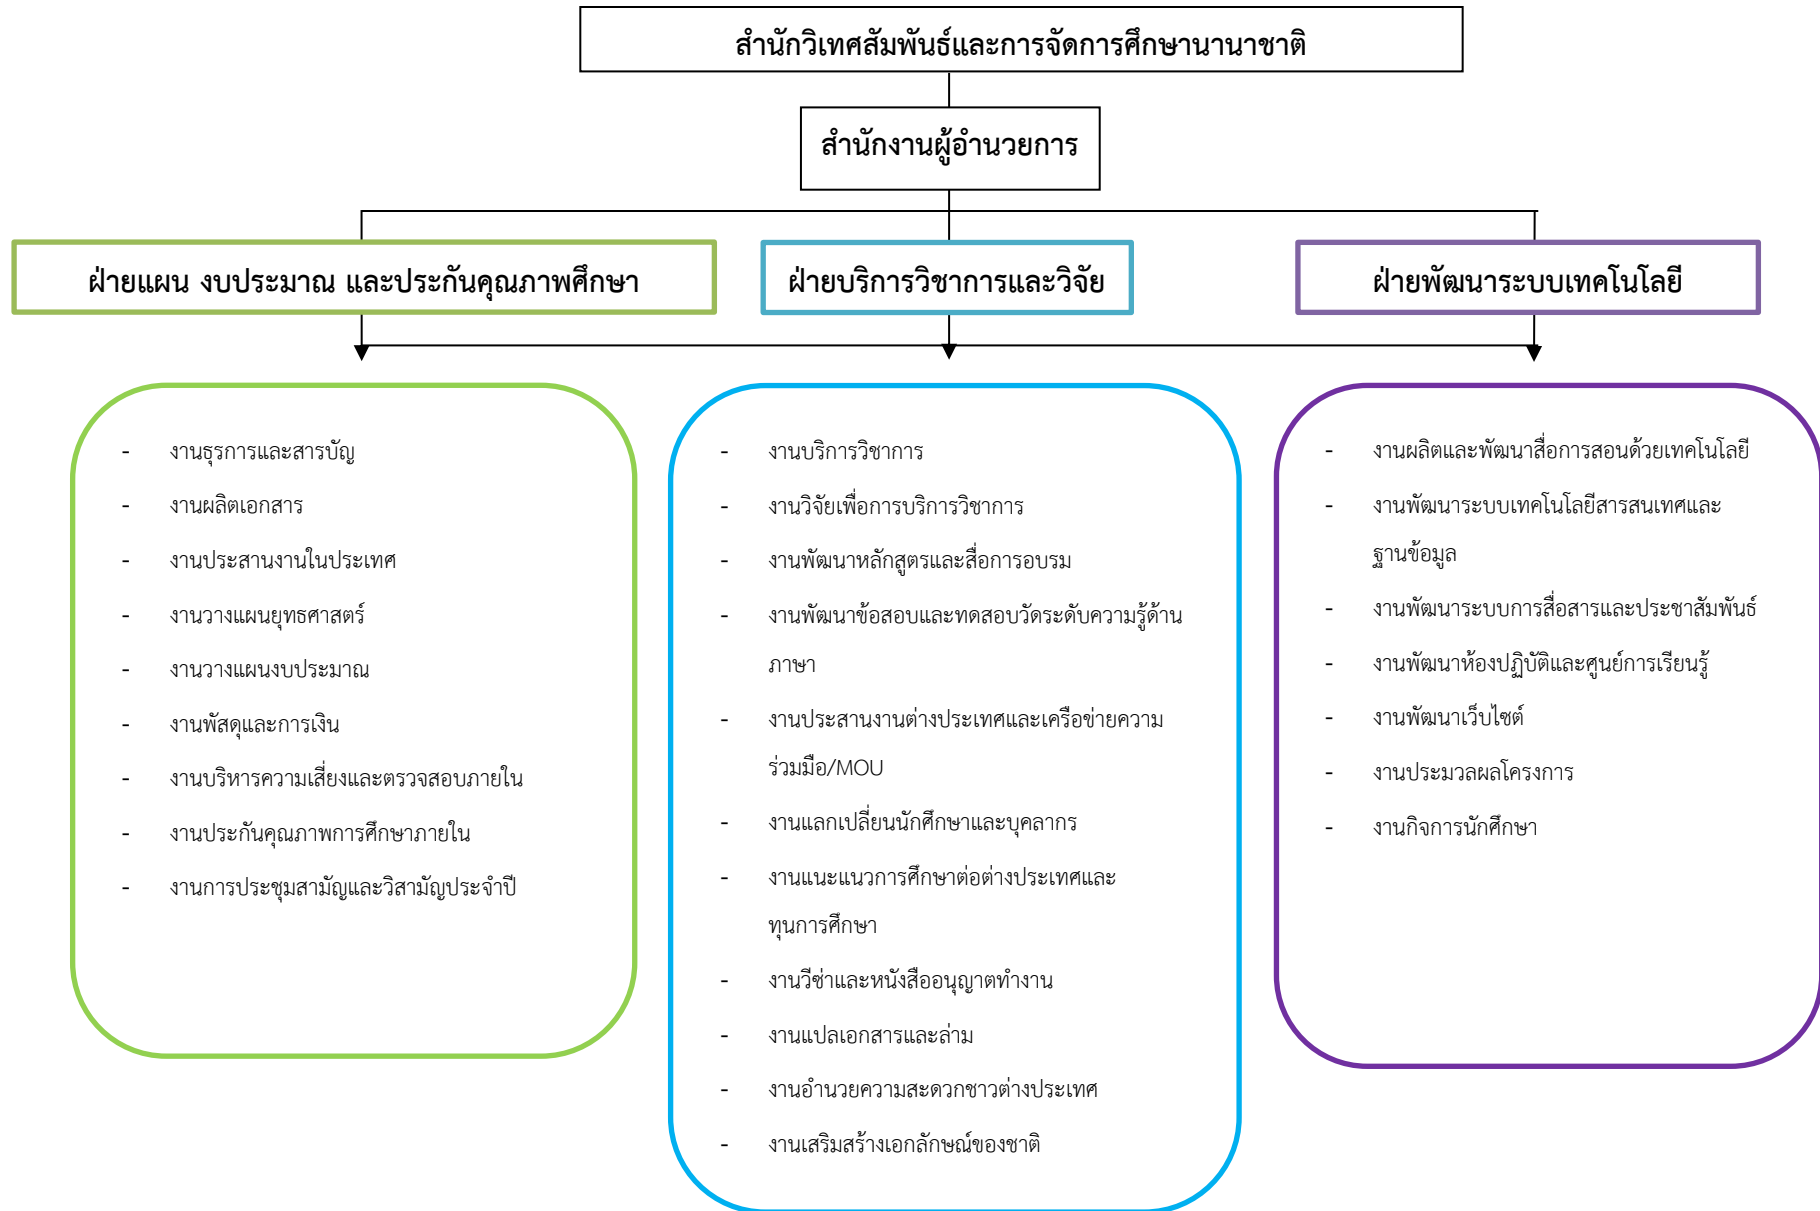 สำนักวิเทศสัมพันธ์และการจัดการศึกษานานาชาติ
สำนักงานผู้อำนวยการ
ฝ่ายแผน งบประมาณ และประกันคุณภาพศึกษา
ฝ่ายบริการวิชาการและวิจัย
ฝ่ายพัฒนาระบบเทคโนโลยี
- งานธุรการและสารบัญ
- งานผลิตเอกสาร
- งานประสานงานในประเทศ
- งานวางแผนยุทธศาสตร์
- งานวางแผนงบประมาณ
- งานพัสดุและการเงิน
- งานบริหารความเสี่ยงและตรวจสอบภายใน
- งานประกันคุณภาพการศึกษาภายใน
- งานการประชุมสามัญและวิสามัญประจำปี
- งานบริการวิชาการ
- งานวิจัยเพื่อการบริการวิชาการ
- งานพัฒนาหลักสูตรและสื่อการอบรม
- งานพัฒนาข้อสอบและทดสอบวัดระดับความรู้ด้าน
ภาษา
- งานประสานงานต่างประเทศและเครือข่ายความ
ร่วมมือ/MOU
- งานแลกเปลี่ยนนักศึกษาและบุคลากร
- งานแนะแนวการศึกษาต่อต่างประเทศและ
ทุนการศึกษา
- งานวีซ่าและหนังสืออนุญาตทำงาน
- งานแปลเอกสารและล่าม
- งานอำนวยความสะดวกชาวต่างประเทศ
- งานเสริมสร้างเอกลักษณ์ของชาติ
- งานผลิตและพัฒนาสื่อการสอนด้วยเทคโนโลยี
- งานพัฒนาระบบเทคโนโลยีสารสนเทศและ
ฐานข้อมูล
- งานพัฒนาระบบการสื่อสารและประชาสัมพันธ์
- งานพัฒนาห้องปฏิบัติและศูนย์การเรียนรู้
- งานพัฒนาเว็บไซต์
- งานประมวลผลโครงการ
- งานกิจการนักศึกษา